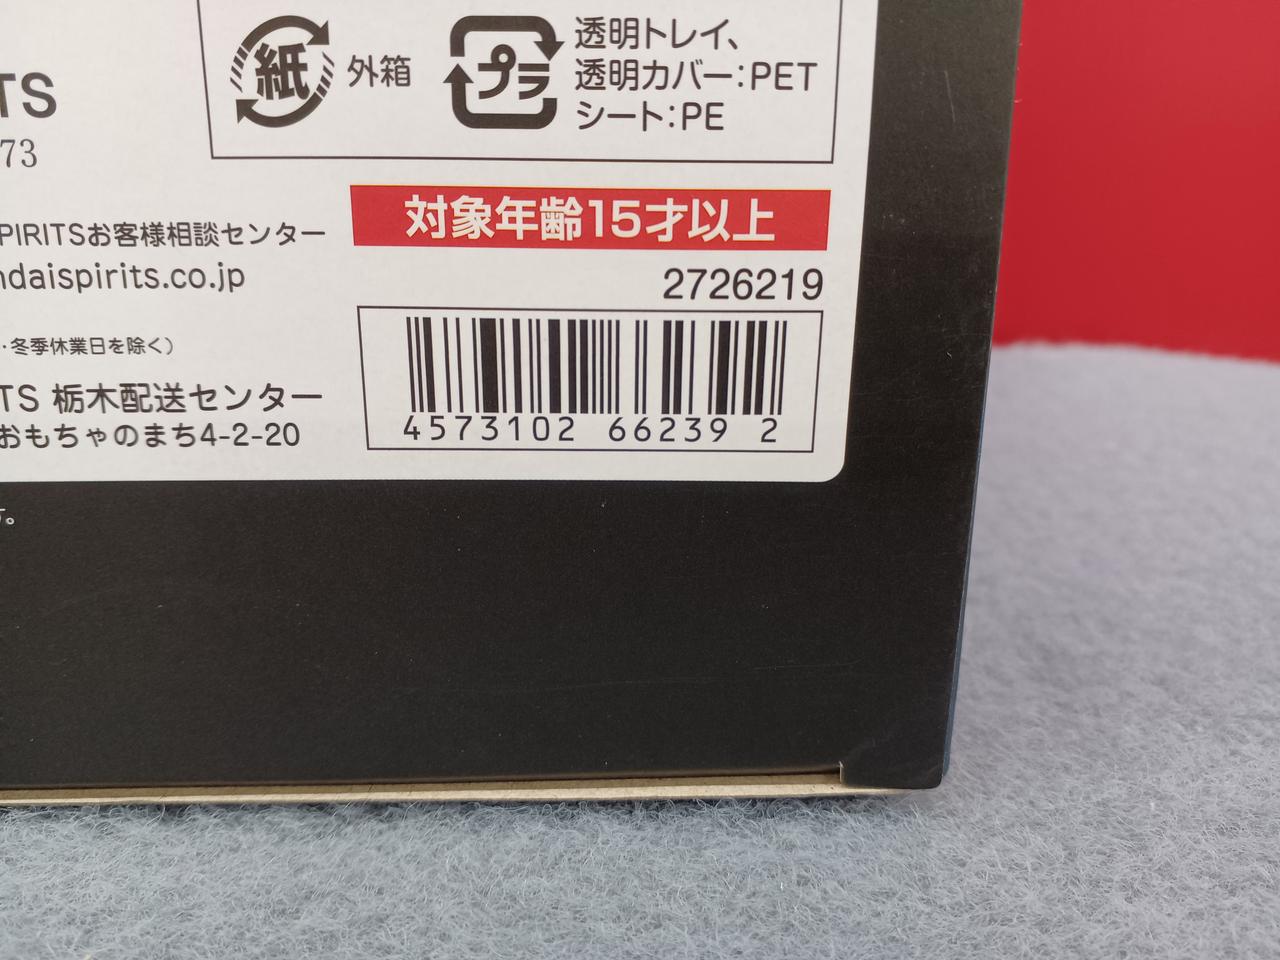 紙 外箱
プラ 透明トレイ、
透明カバー:PET
シート:PE
TS
73
対象年齢15才以上
PIRITSお客様相談センター
ndaispirits.co.jp
2726219
・冬季休業日を除く)
TS 栃木配送センター
おもちゃのまち4-2-20
4573102 66239 2
す。